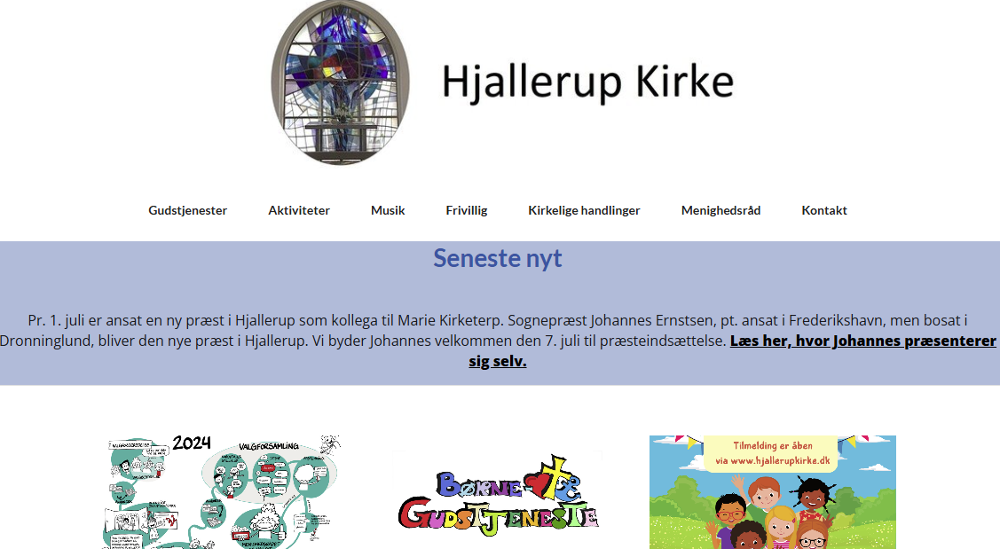 Hjallerup Kirke
Gudstjenester Aktiviteter Musik Frivillig Kirkelige handlinger Menighedsråd Kontakt
Seneste nyt
Pr. 1. juli er ansat en ny præst i Hjallerup som kollega til Marie Kirketerp. Sognepræst Johannes Ernstsen, pt. ansat i Frederikshavn, men bosat i
Dronninglund, bliver den nye præst i Hjallerup. Vi byder Johannes velkommen den 7. juli til præsteindsættelse. Læs her, hvor Johannes præsenterer
sig selv.
2024
VALGFORSAMLING
BØRNE-
GUDSTJENESTE
Tilmelding er åben
via www.hjallerupkirke.dk